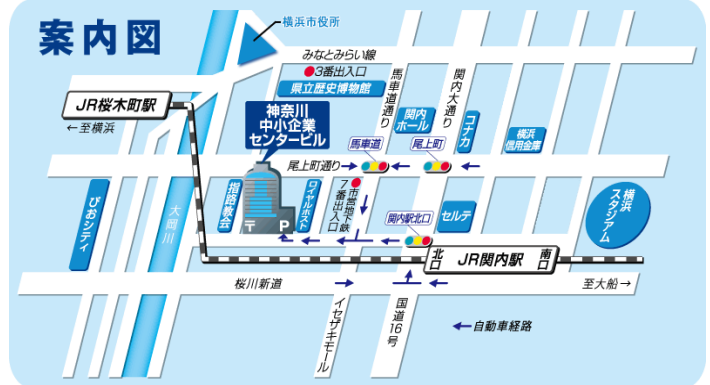 案内図
横浜市役所
みなとみらい線
3番出入口
県立歴史博物館
馬車道通り
関内大通り
JR桜木町駅
←至横浜
神奈川
中小企業
センタービル
関内
ホール
コナカ
横浜
信用金庫
馬車道
尾上町
尾上町通り
ぴおシティ
大岡川
指路教会
〒
P
ロイヤルホスト
市営地下鉄
7番出入口
関内駅北口
セルテ
横浜
スタジアム
北口
JR関内駅
南口
桜川新道
至大船→
イセザキモール
国道16号
←自動車経路